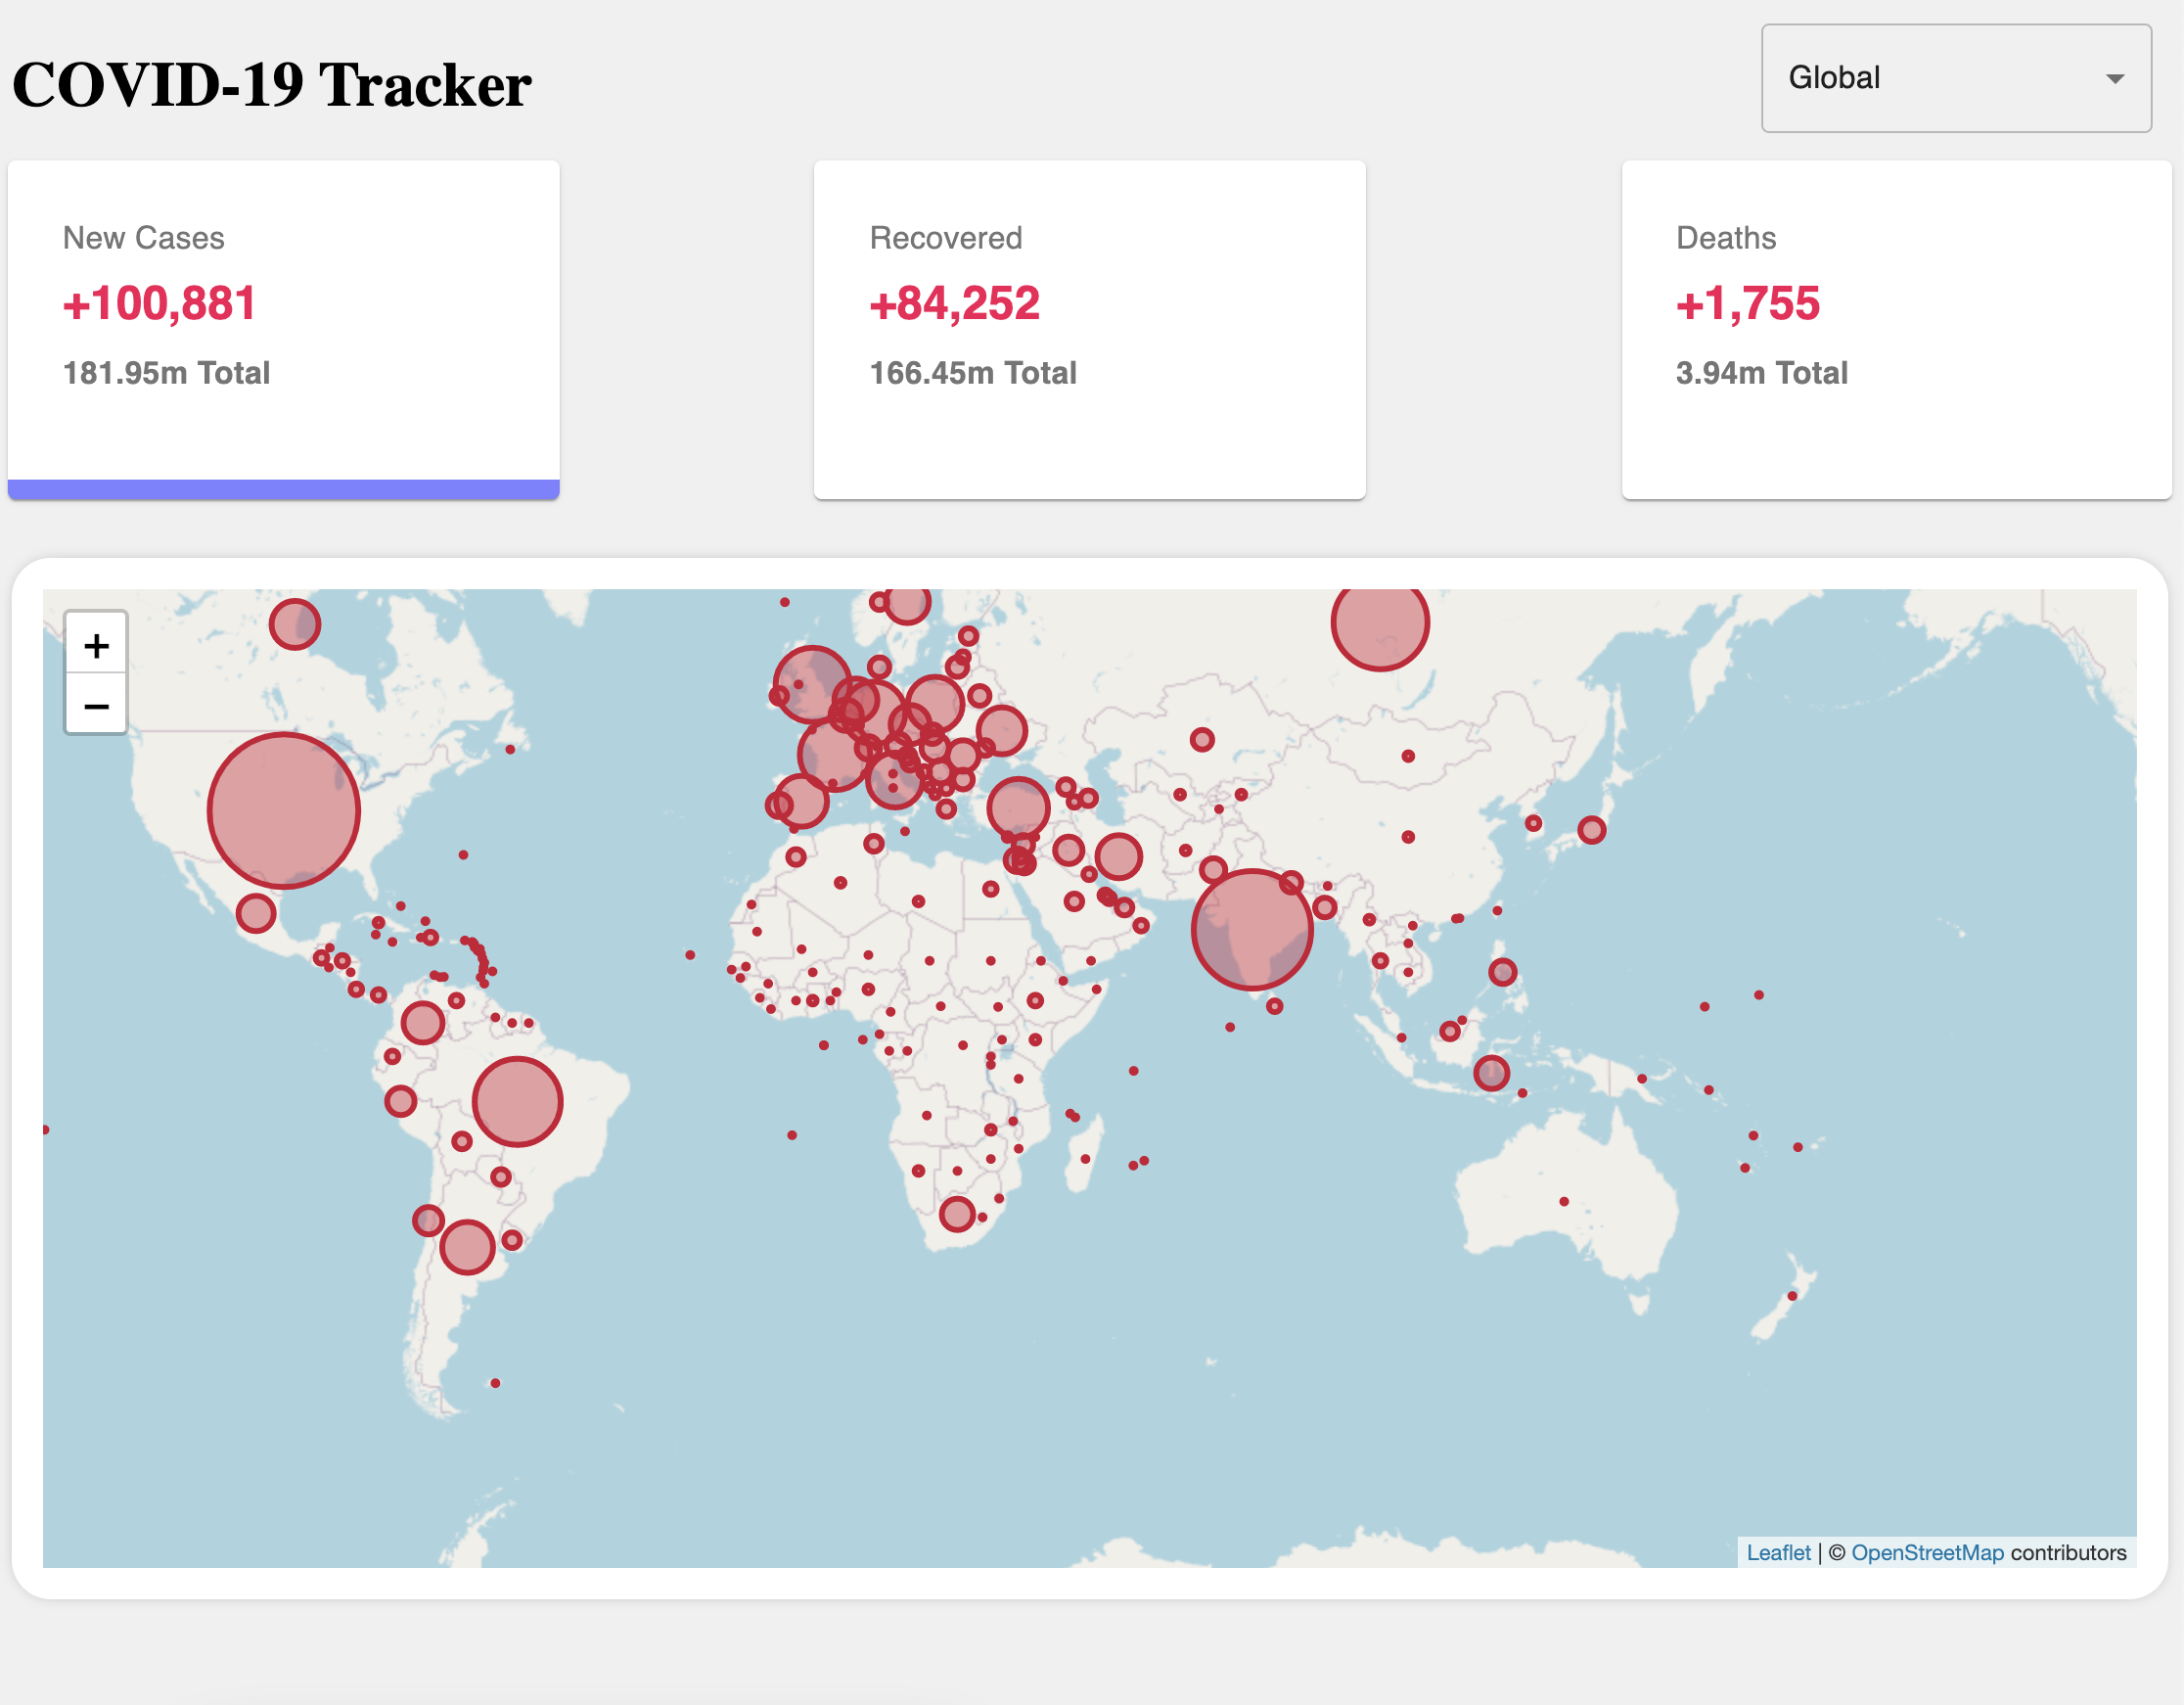 COVID-19 Tracker
Global
New Cases
+100,881
181.95m Total
Recovered
+84,252
166.45m Total
Deaths
+1,755
3.94m Total
+
−
Leaflet | © OpenStreetMap contributors